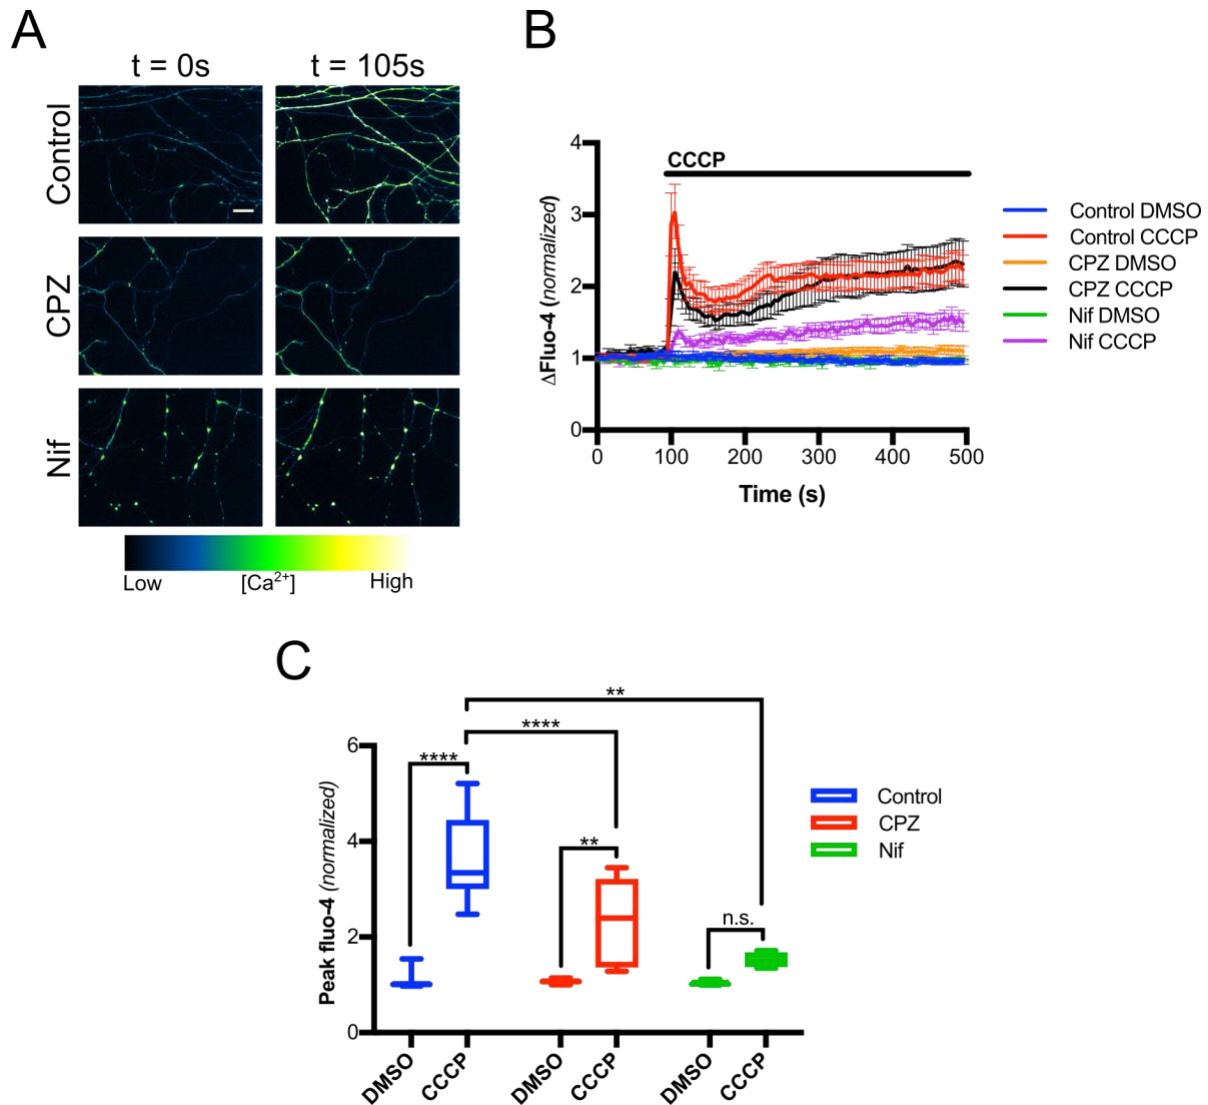 A
t = 0s
t = 105s
Control
CPZ
Nif
Low
[Ca²⁺]
High
B
4
3
2
1
0
ΔFluo-4 (normalized)
CCCP
0
100
200
300
400
500
Time (s)
Control DMSO
Control CCCP
CPZ DMSO
CPZ CCCP
Nif DMSO
Nif CCCP
C
**
****
****
**
n.s.
6
4
2
0
Peak fluo-4 (normalized)
DMSO
CCCP
DMSO
CCCP
DMSO
CCCP
Control
CPZ
Nif